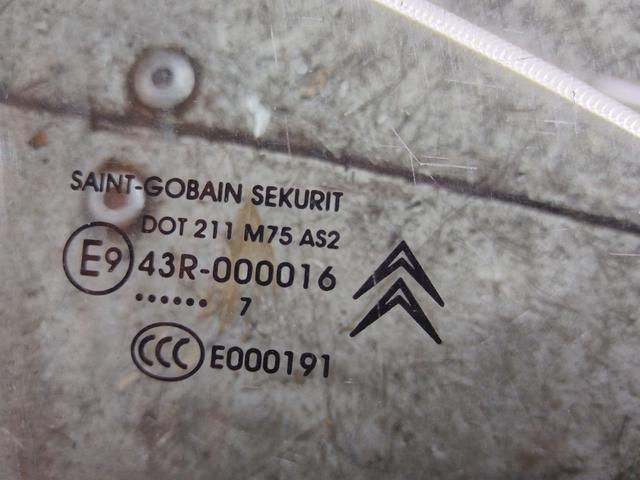 SAINT-GOBAIN SEKURIT
DOT 211 M75 AS2
E9 43R-000016
...... 7
CCC E000191